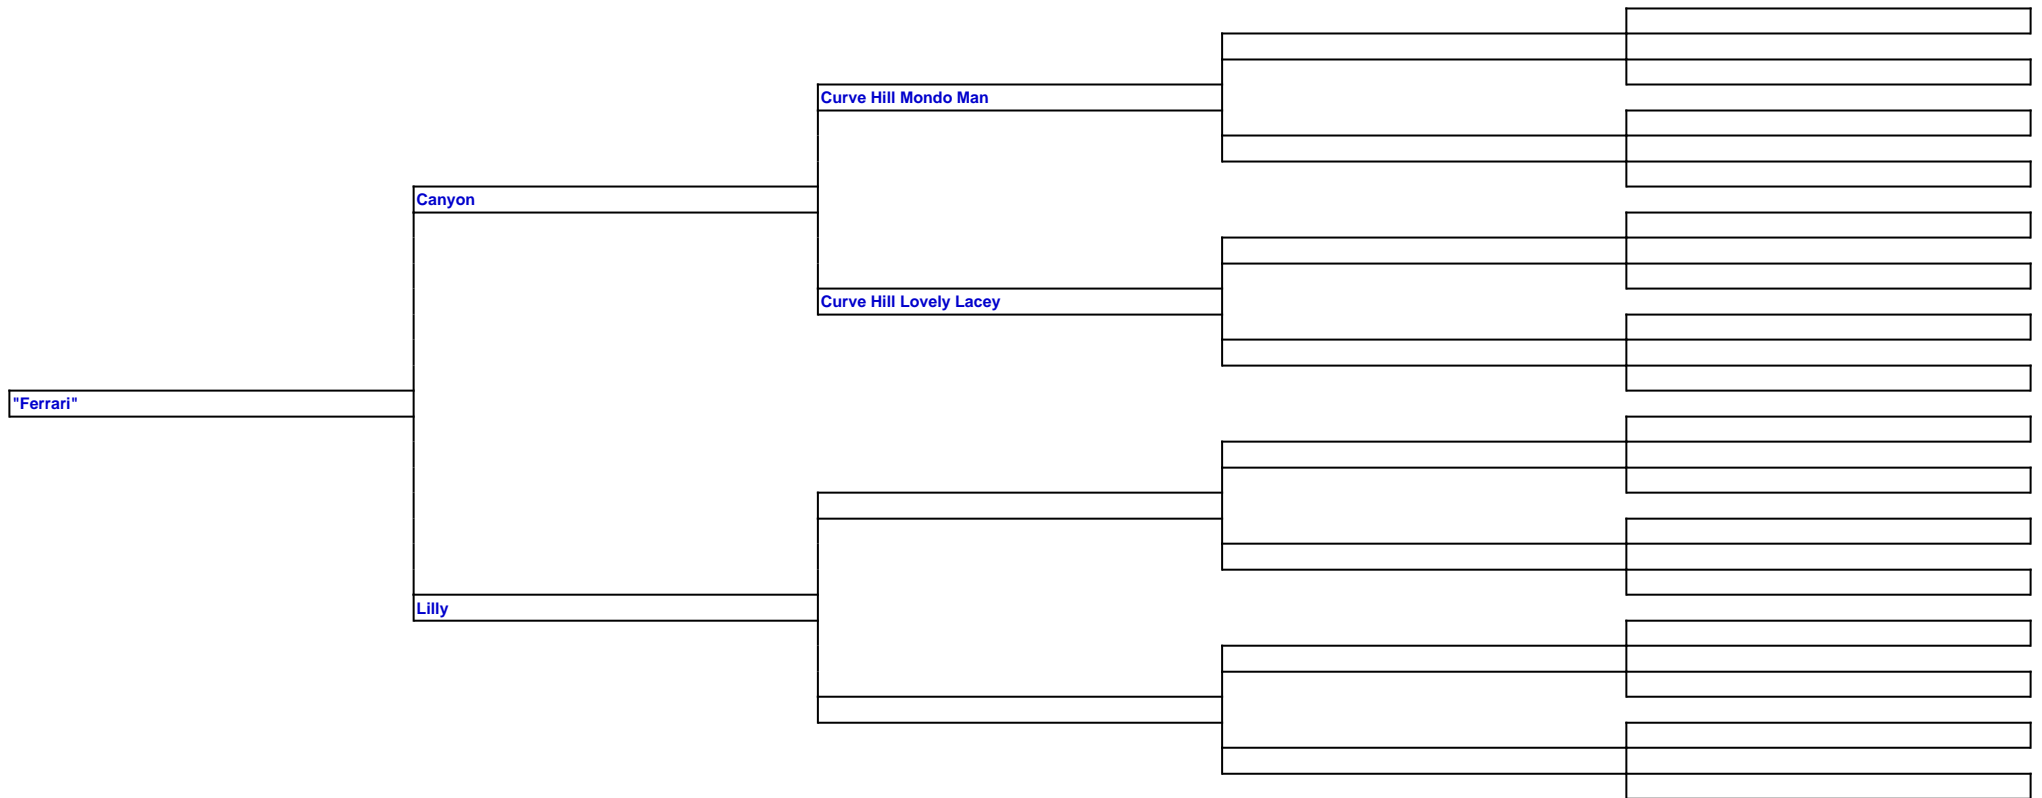 Curve Hill Mondo Man
Canyon
Curve Hill Lovely Lacey
"Ferrari"
Lilly